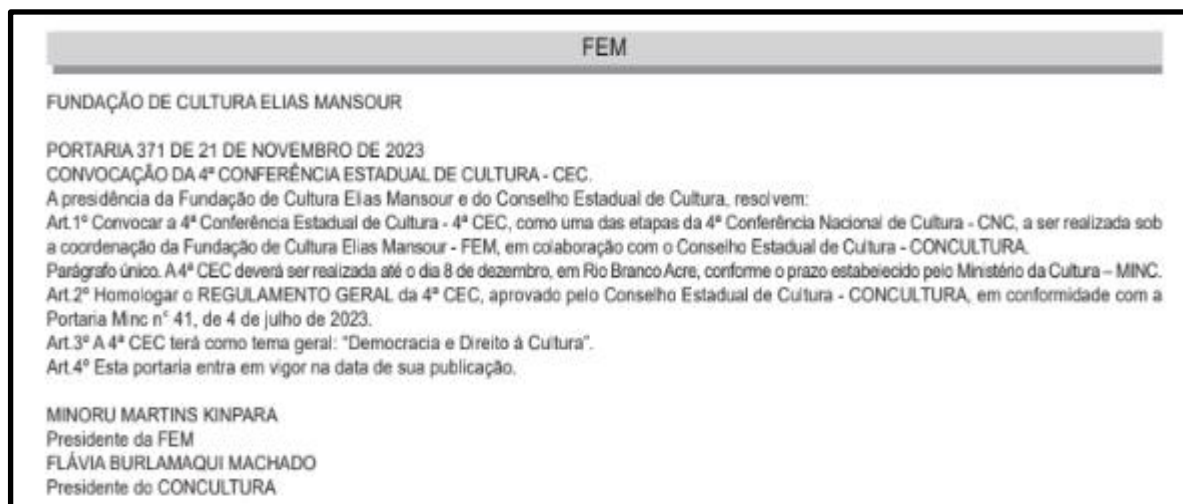 FEM
FUNDAÇÃO DE CULTURA ELIAS MANSOUR
PORTARIA 371 DE 21 DE NOVEMBRO DE 2023
CONVOCAÇÃO DA 4ª CONFERÊNCIA ESTADUAL DE CULTURA - CEC.
A presidência da Fundação de Cultura Elias Mansour e do Conselho Estadual de Cultura, resolvem:
Art.1º Convocar a 4ª Conferência Estadual de Cultura - 4ª CEC, como uma das etapas da 4ª Conferência Nacional de Cultura - CNC, a ser realizada sob
a coordenação da Fundação de Cultura Elias Mansour - FEM, em colaboração com o Conselho Estadual de Cultura - CONCULTURA.
Parágrafo único. A 4ª CEC deverá ser realizada até o dia 8 de dezembro, em Rio Branco Acre, conforme o prazo estabelecido pelo Ministério da Cultura – MINC.
Art.2º Homologar o REGULAMENTO GERAL da 4ª CEC, aprovado pelo Conselho Estadual de Cultura - CONCULTURA, em conformidade com a
Portaria Minc n° 41, de 4 de julho de 2023.
Art.3º A 4ª CEC terá como tema geral: "Democracia e Direito à Cultura".
Art.4º Esta portaria entra em vigor na data de sua publicação.
MINORU MARTINS KINPARA
Presidente da FEM
FLÁVIA BURLAMAQUI MACHADO
Presidente do CONCULTURA